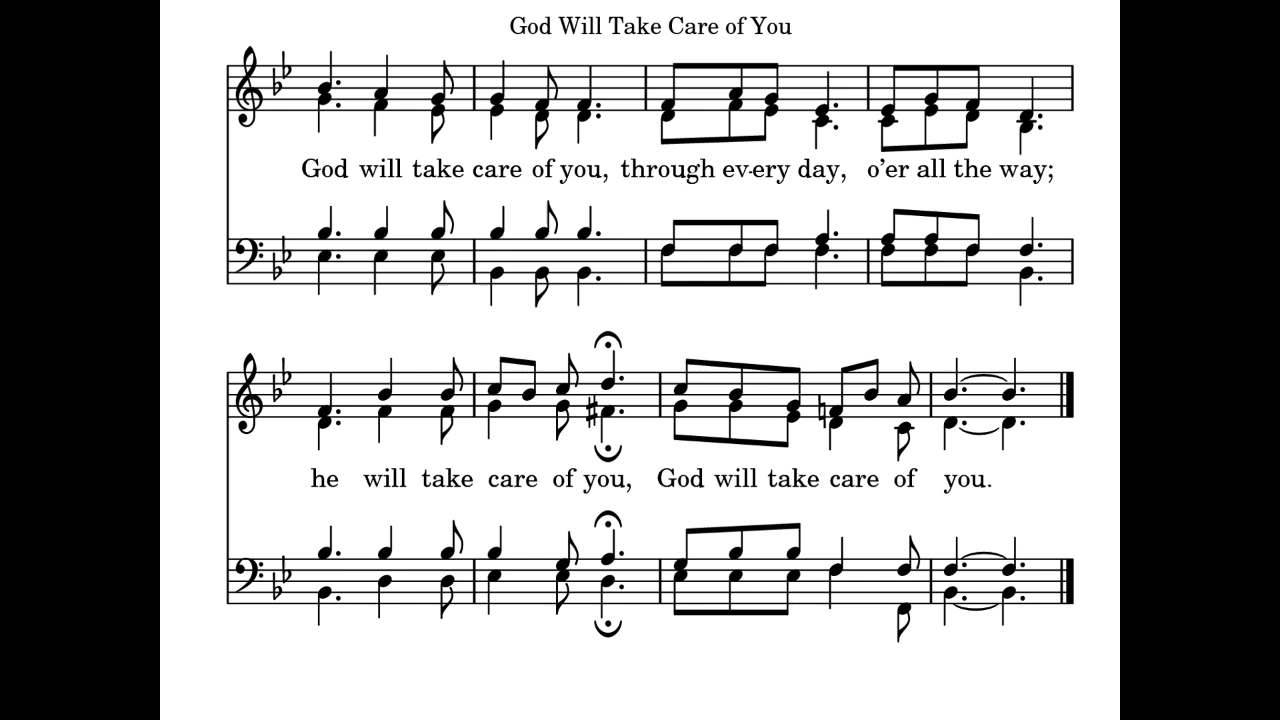 God Will Take Care of You
God will take care of you, through ev-ery day, o’er all the way;
he will take care of you, God will take care of you.